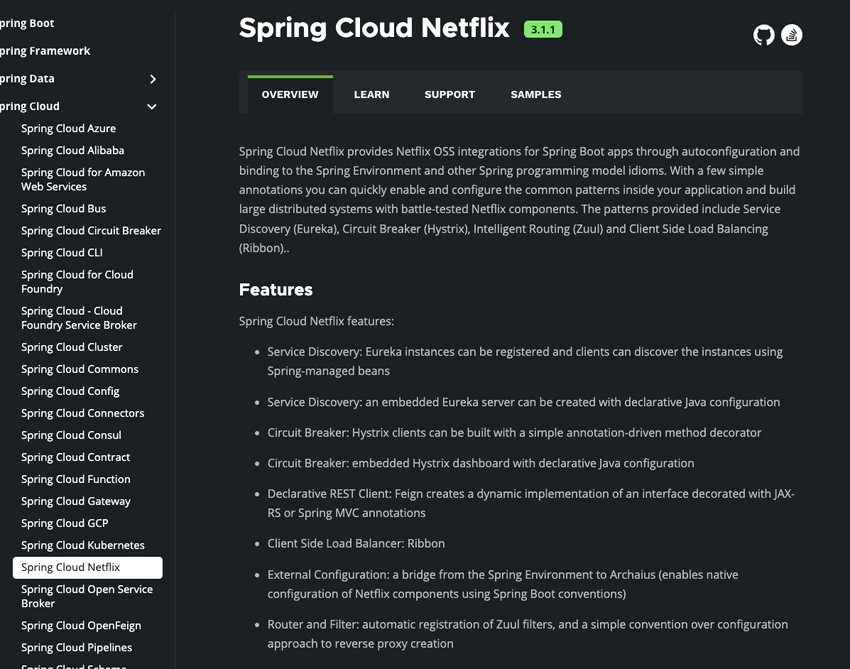 pring Boot
pring Framework
pring Data
pring Cloud
Spring Cloud Azure
Spring Cloud Alibaba
Spring Cloud for Amazon
Web Services
Spring Cloud Bus
Spring Cloud Circuit Breaker
Spring Cloud CLI
Spring Cloud for Cloud
Foundry
Spring Cloud - Cloud
Foundry Service Broker
Spring Cloud Cluster
Spring Cloud Commons
Spring Cloud Config
Spring Cloud Connectors
Spring Cloud Consul
Spring Cloud Contract
Spring Cloud Function
Spring Cloud Gateway
Spring Cloud GCP
Spring Cloud Kubernetes
Spring Cloud Netflix
Spring Cloud Open Service
Broker
Spring Cloud OpenFeign
Spring Cloud Pipelines
Spring Cloud Schema
Spring Cloud Netflix 3.1.1
OVERVIEW LEARN SUPPORT SAMPLES
Spring Cloud Netflix provides Netflix OSS integrations for Spring Boot apps through autoconfiguration and
binding to the Spring Environment and other Spring programming model idioms. With a few simple
annotations you can quickly enable and configure the common patterns inside your application and build
large distributed systems with battle-tested Netflix components. The patterns provided include Service
Discovery (Eureka), Circuit Breaker (Hystrix), Intelligent Routing (Zuul) and Client Side Load Balancing
(Ribbon)..
Features
Spring Cloud Netflix features:
• Service Discovery: Eureka instances can be registered and clients can discover the instances using
Spring-managed beans
• Service Discovery: an embedded Eureka server can be created with declarative Java configuration
• Circuit Breaker: Hystrix clients can be built with a simple annotation-driven method decorator
• Circuit Breaker: embedded Hystrix dashboard with declarative Java configuration
• Declarative REST Client: Feign creates a dynamic implementation of an interface decorated with JAX-
RS or Spring MVC annotations
• Client Side Load Balancer: Ribbon
• External Configuration: a bridge from the Spring Environment to Archaius (enables native
configuration of Netflix components using Spring Boot conventions)
• Router and Filter: automatic registration of Zuul filters, and a simple convention over configuration
approach to reverse proxy creation